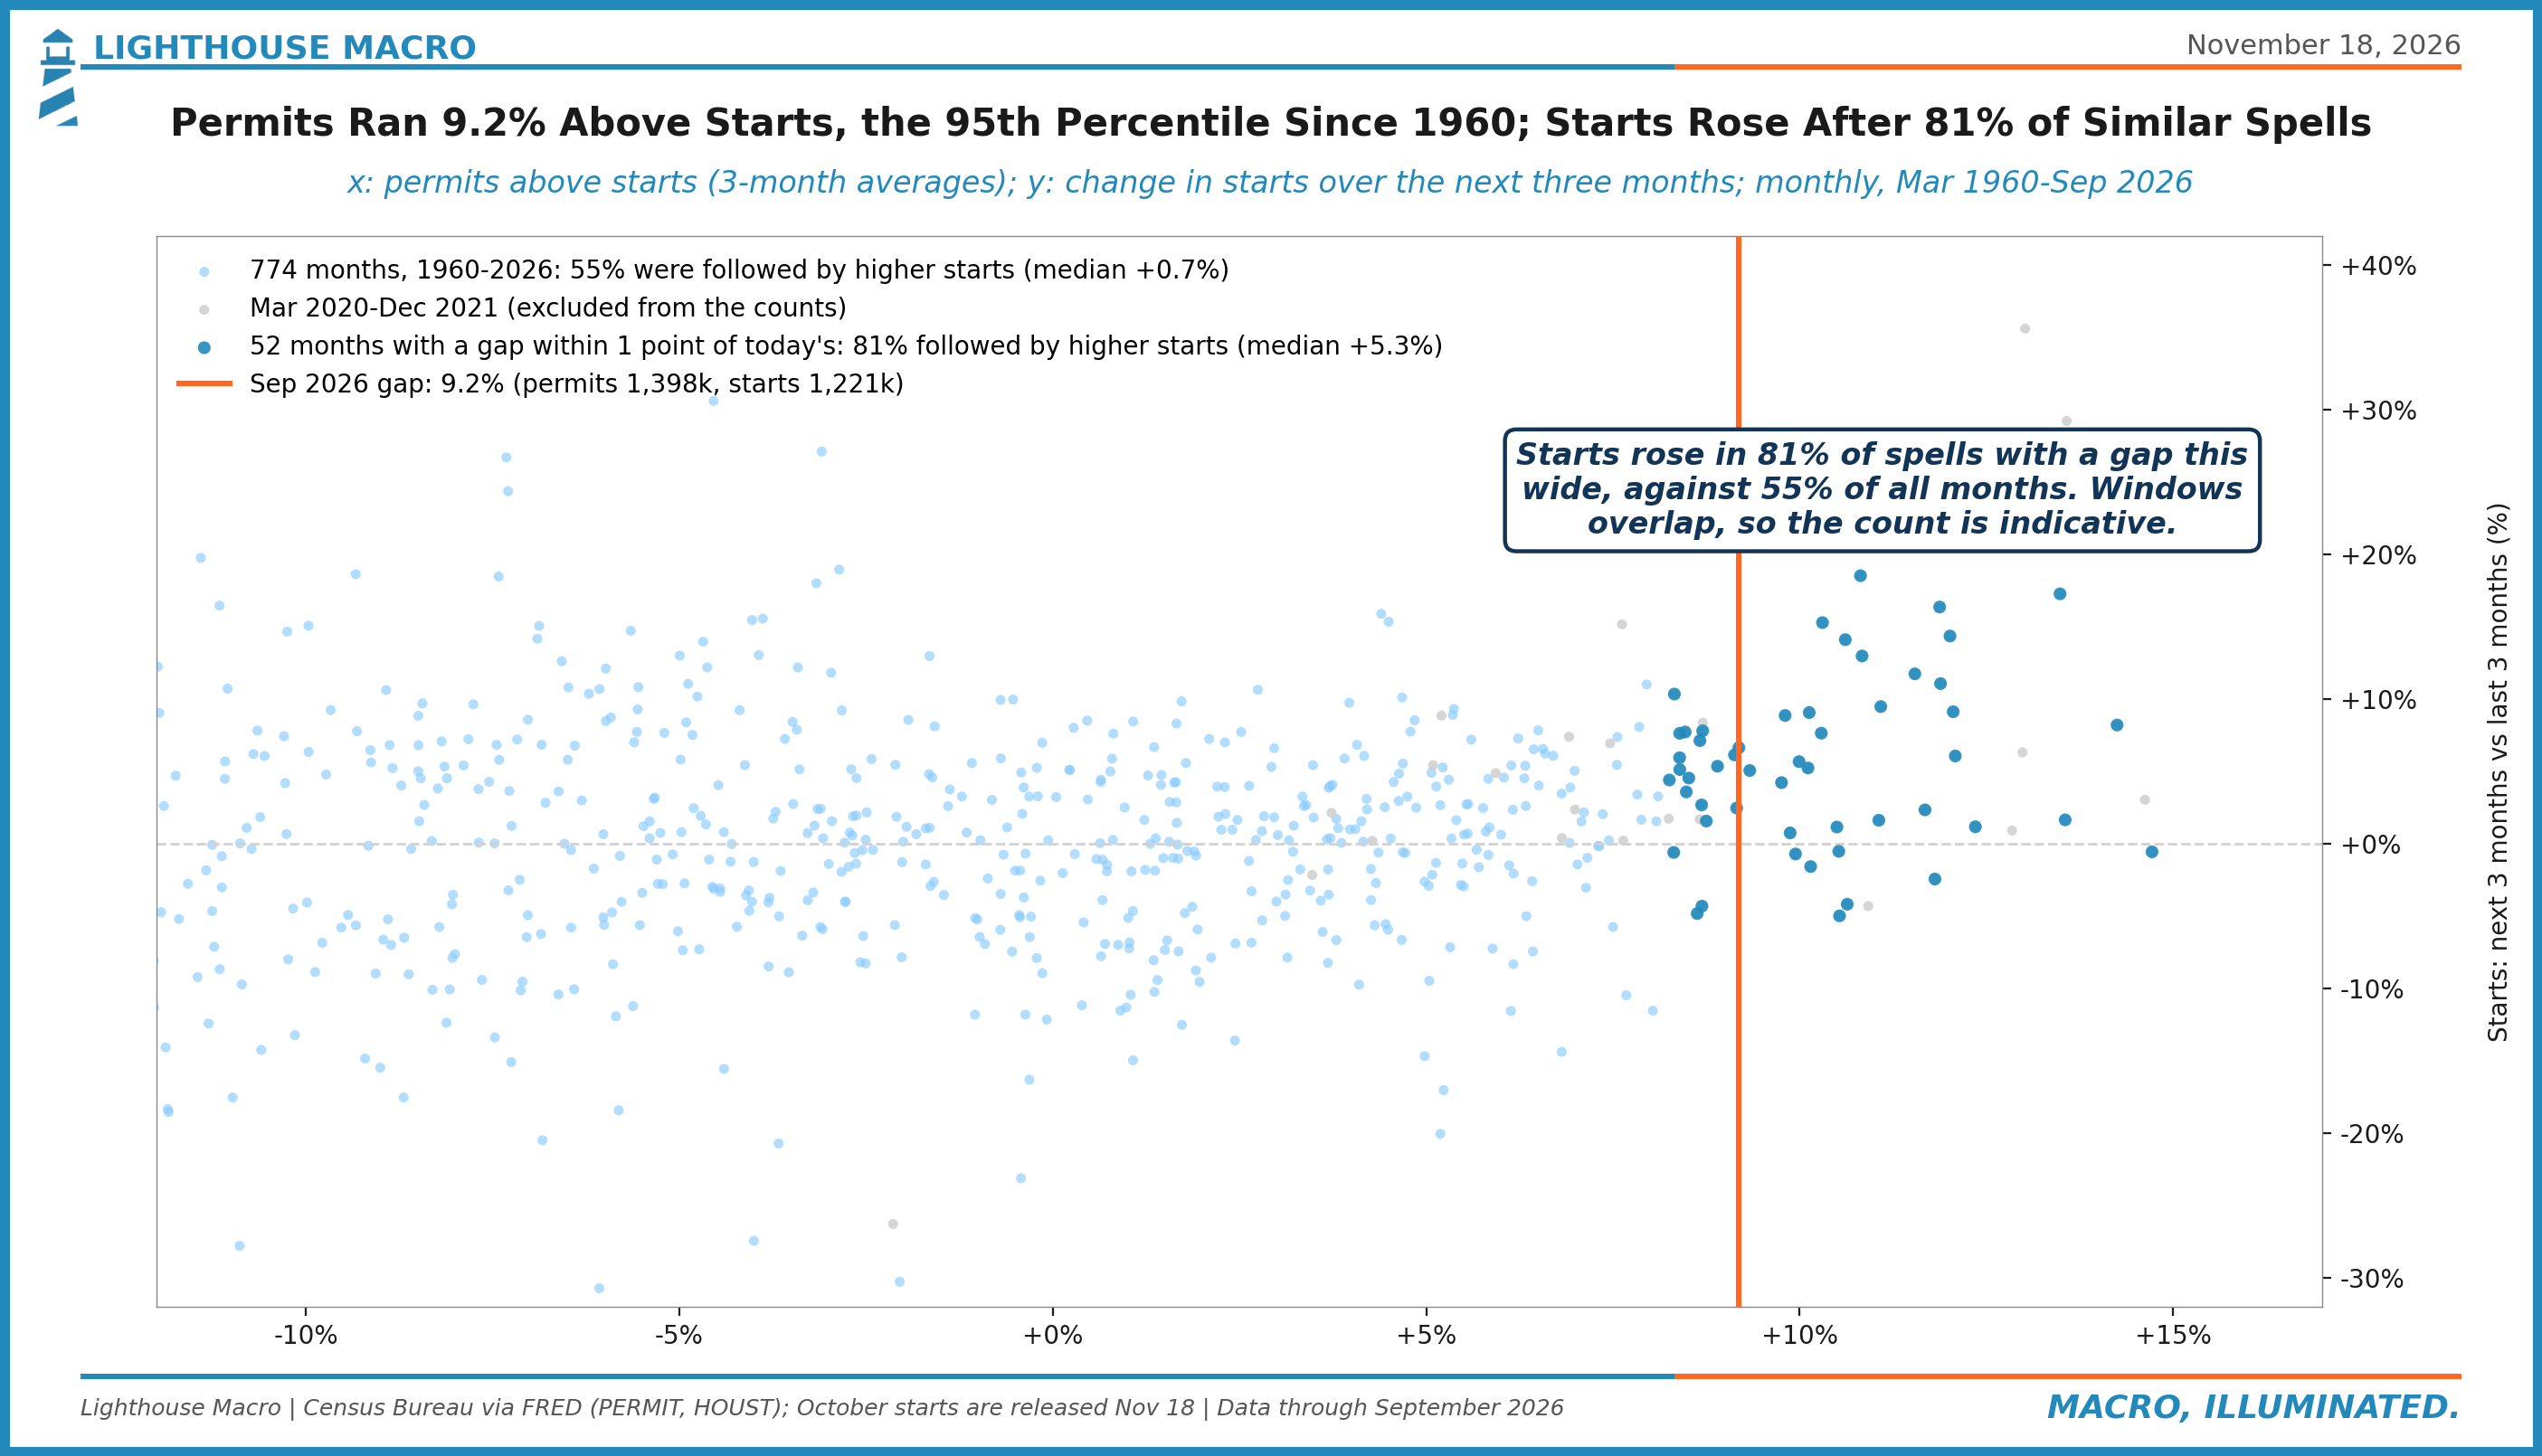 LIGHTHOUSE MACRO
November 18, 2026
Permits Ran 9.2% Above Starts, the 95th Percentile Since 1960; Starts Rose After 81% of Similar Spells
x: permits above starts (3-month averages); y: change in starts over the next three months; monthly, Mar 1960-Sep 2026
774 months, 1960-2026: 55% were followed by higher starts (median +0.7%)
Mar 2020-Dec 2021 (excluded from the counts)
52 months with a gap within 1 point of today's: 81% followed by higher starts (median +5.3%)
Sep 2026 gap: 9.2% (permits 1,398k, starts 1,221k)
Starts rose in 81% of spells with a gap this
wide, against 55% of all months. Windows
overlap, so the count is indicative.
+40%
+30%
+20%
+10%
+0%
-10%
-20%
-30%
Starts: next 3 months vs last 3 months (%)
-10%
-5%
+0%
+5%
+10%
+15%
Lighthouse Macro | Census Bureau via FRED (PERMIT, HOUST); October starts are released Nov 18 | Data through September 2026
MACRO, ILLUMINATED.